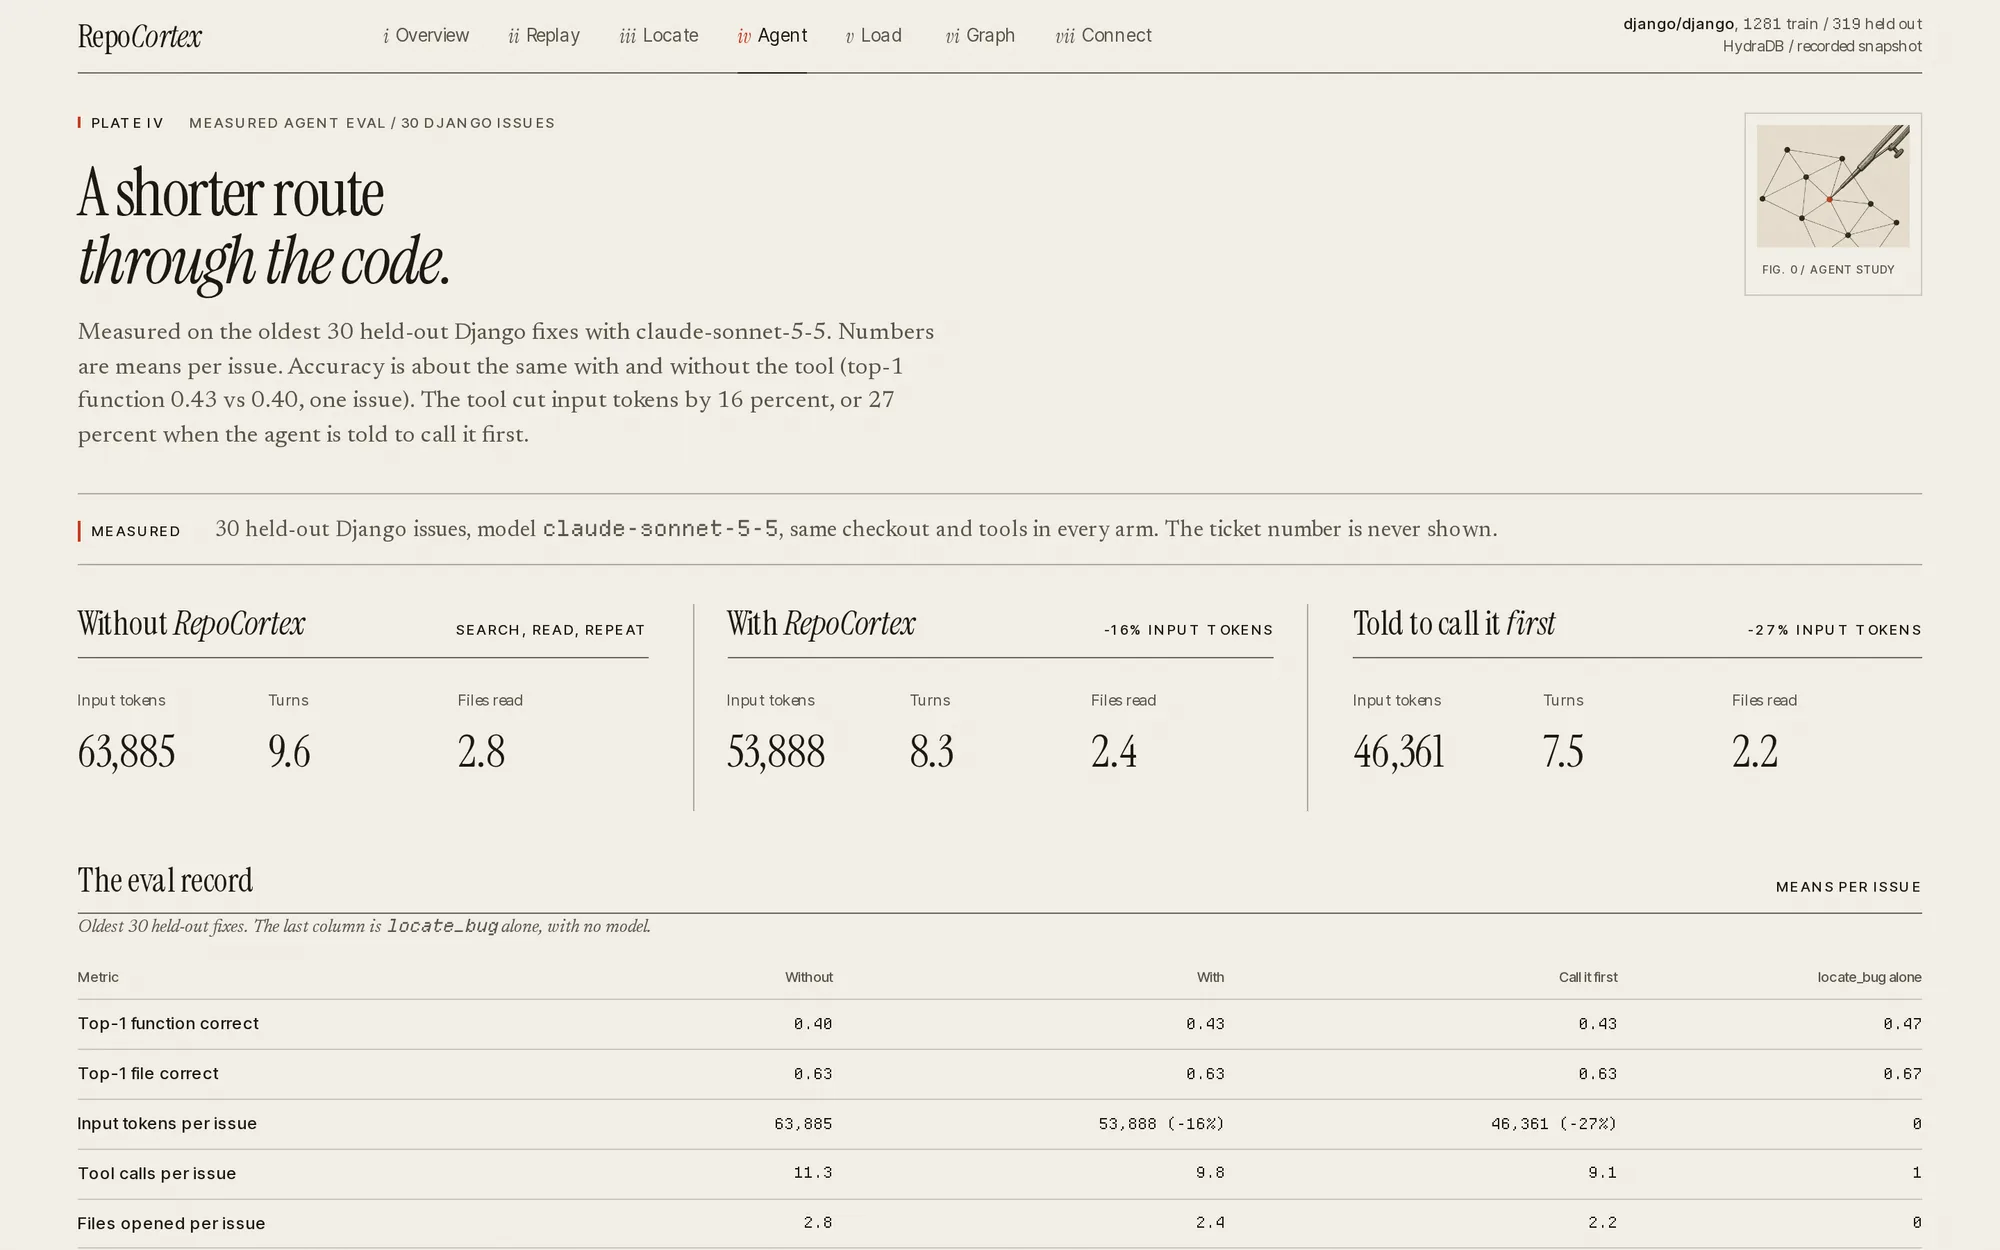 RepoCortex
i Overview
ii Replay
iii Locate
iv Agent
v Load
vi Graph
vii Connect
django/django, 1281 train / 319 held out
HydraDB / recorded snapshot
PLATE IV MEASURED AGENT EVAL / 30 DJANGO ISSUES
A shorter route
through the code.
FIG. 0 / AGENT STUDY
Measured on the oldest 30 held-out Django fixes with claude-sonnet-5-5. Numbers
are means per issue. Accuracy is about the same with and without the tool (top-1
function 0.43 vs 0.40, one issue). The tool cut input tokens by 16 percent, or 27
percent when the agent is told to call it first.
MEASURED 30 held-out Django issues, model claude-sonnet-5-5, same checkout and tools in every arm. The ticket number is never shown.
Without RepoCortex SEARCH, READ, REPEAT
Input tokens Turns Files read
63,885 9.6 2.8
With RepoCortex -16% INPUT TOKENS
Input tokens Turns Files read
53,888 8.3 2.4
Told to call it first -27% INPUT TOKENS
Input tokens Turns Files read
46,361 7.5 2.2
The eval record MEANS PER ISSUE
Oldest 30 held-out fixes. The last column is locate_bug alone, with no model.
Metric Without With Call it first locate_bug alone
Top-1 function correct 0.40 0.43 0.43 0.47
Top-1 file correct 0.63 0.63 0.63 0.67
Input tokens per issue 63,885 53,888 (-16%) 46,361 (-27%) 0
Tool calls per issue 11.3 9.8 9.1 1
Files opened per issue 2.8 2.4 2.2 0